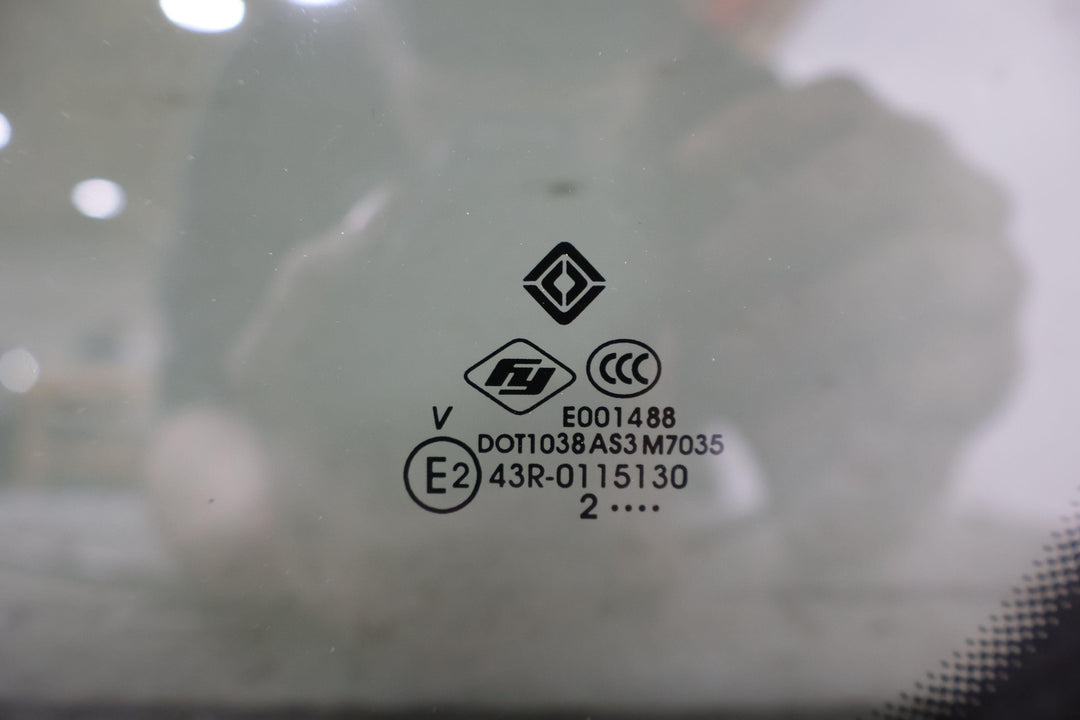 fy CCC
V E001488
DOT1038 AS3 M7035
E2 43R-0115130
2 ····